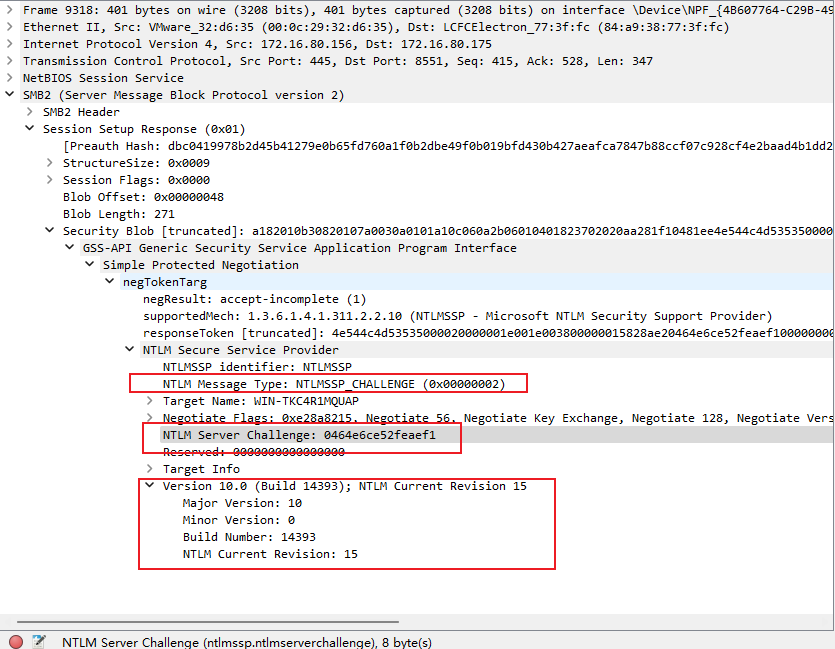 Frame 9318: 401 bytes on wire (3208 bits), 401 bytes captured (3208 bits) on interface \Device\NPF_{4B607764-C29B-49
Ethernet II, Src: VMware_32:d6:35 (00:0c:29:32:d6:35), Dst: LCFCElectron_77:3f:fc (84:a9:38:77:3f:fc)
Internet Protocol Version 4, Src: 172.16.80.156, Dst: 172.16.80.175
Transmission Control Protocol, Src Port: 445, Dst Port: 8551, Seq: 415, Ack: 528, Len: 347
NetBIOS Session Service
SMB2 (Server Message Block Protocol version 2)
SMB2 Header
Session Setup Response (0x01)
[Preauth Hash: dbc0419978b2d45b41279e0b65fd760a1f0b2dbe49f0b019bfd430b427aeafca7847b88ccf07c928cf4e2baad4b1dd2
StructureSize: 0x0009
Session Flags: 0x0000
Blob Offset: 0x00000048
Blob Length: 271
Security Blob [truncated]: a182010b30820107a0030a0101a10c060a2b06010401823702020aa281f10481ee4e544c4d535350000
GSS-API Generic Security Service Application Program Interface
Simple Protected Negotiation
negTokenTarg
negResult: accept-incomplete (1)
supportedMech: 1.3.6.1.4.1.311.2.2.10 (NTLMSSP - Microsoft NTLM Security Support Provider)
responseToken [truncated]: 4e544c4d53535000020000001e001e003800000015828ae20464e6ce52feaef100000000
NTLM Secure Service Provider
NTLMSSP identifier: NTLMSSP
NTLM Message Type: NTLMSSP_CHALLENGE (0x00000002)
Target Name: WIN-TKC4R1MQUAP
Negotiate Flags: 0xe28a8215, Negotiate 56, Negotiate Key Exchange, Negotiate 128, Negotiate Vers
NTLM Server Challenge: 0464e6ce52feaef1
Reserved: 0000000000000000
Target Info
Version 10.0 (Build 14393); NTLM Current Revision 15
Major Version: 10
Minor Version: 0
Build Number: 14393
NTLM Current Revision: 15
NTLM Server Challenge (ntlmssp.ntlmserverchallenge), 8 byte(s)